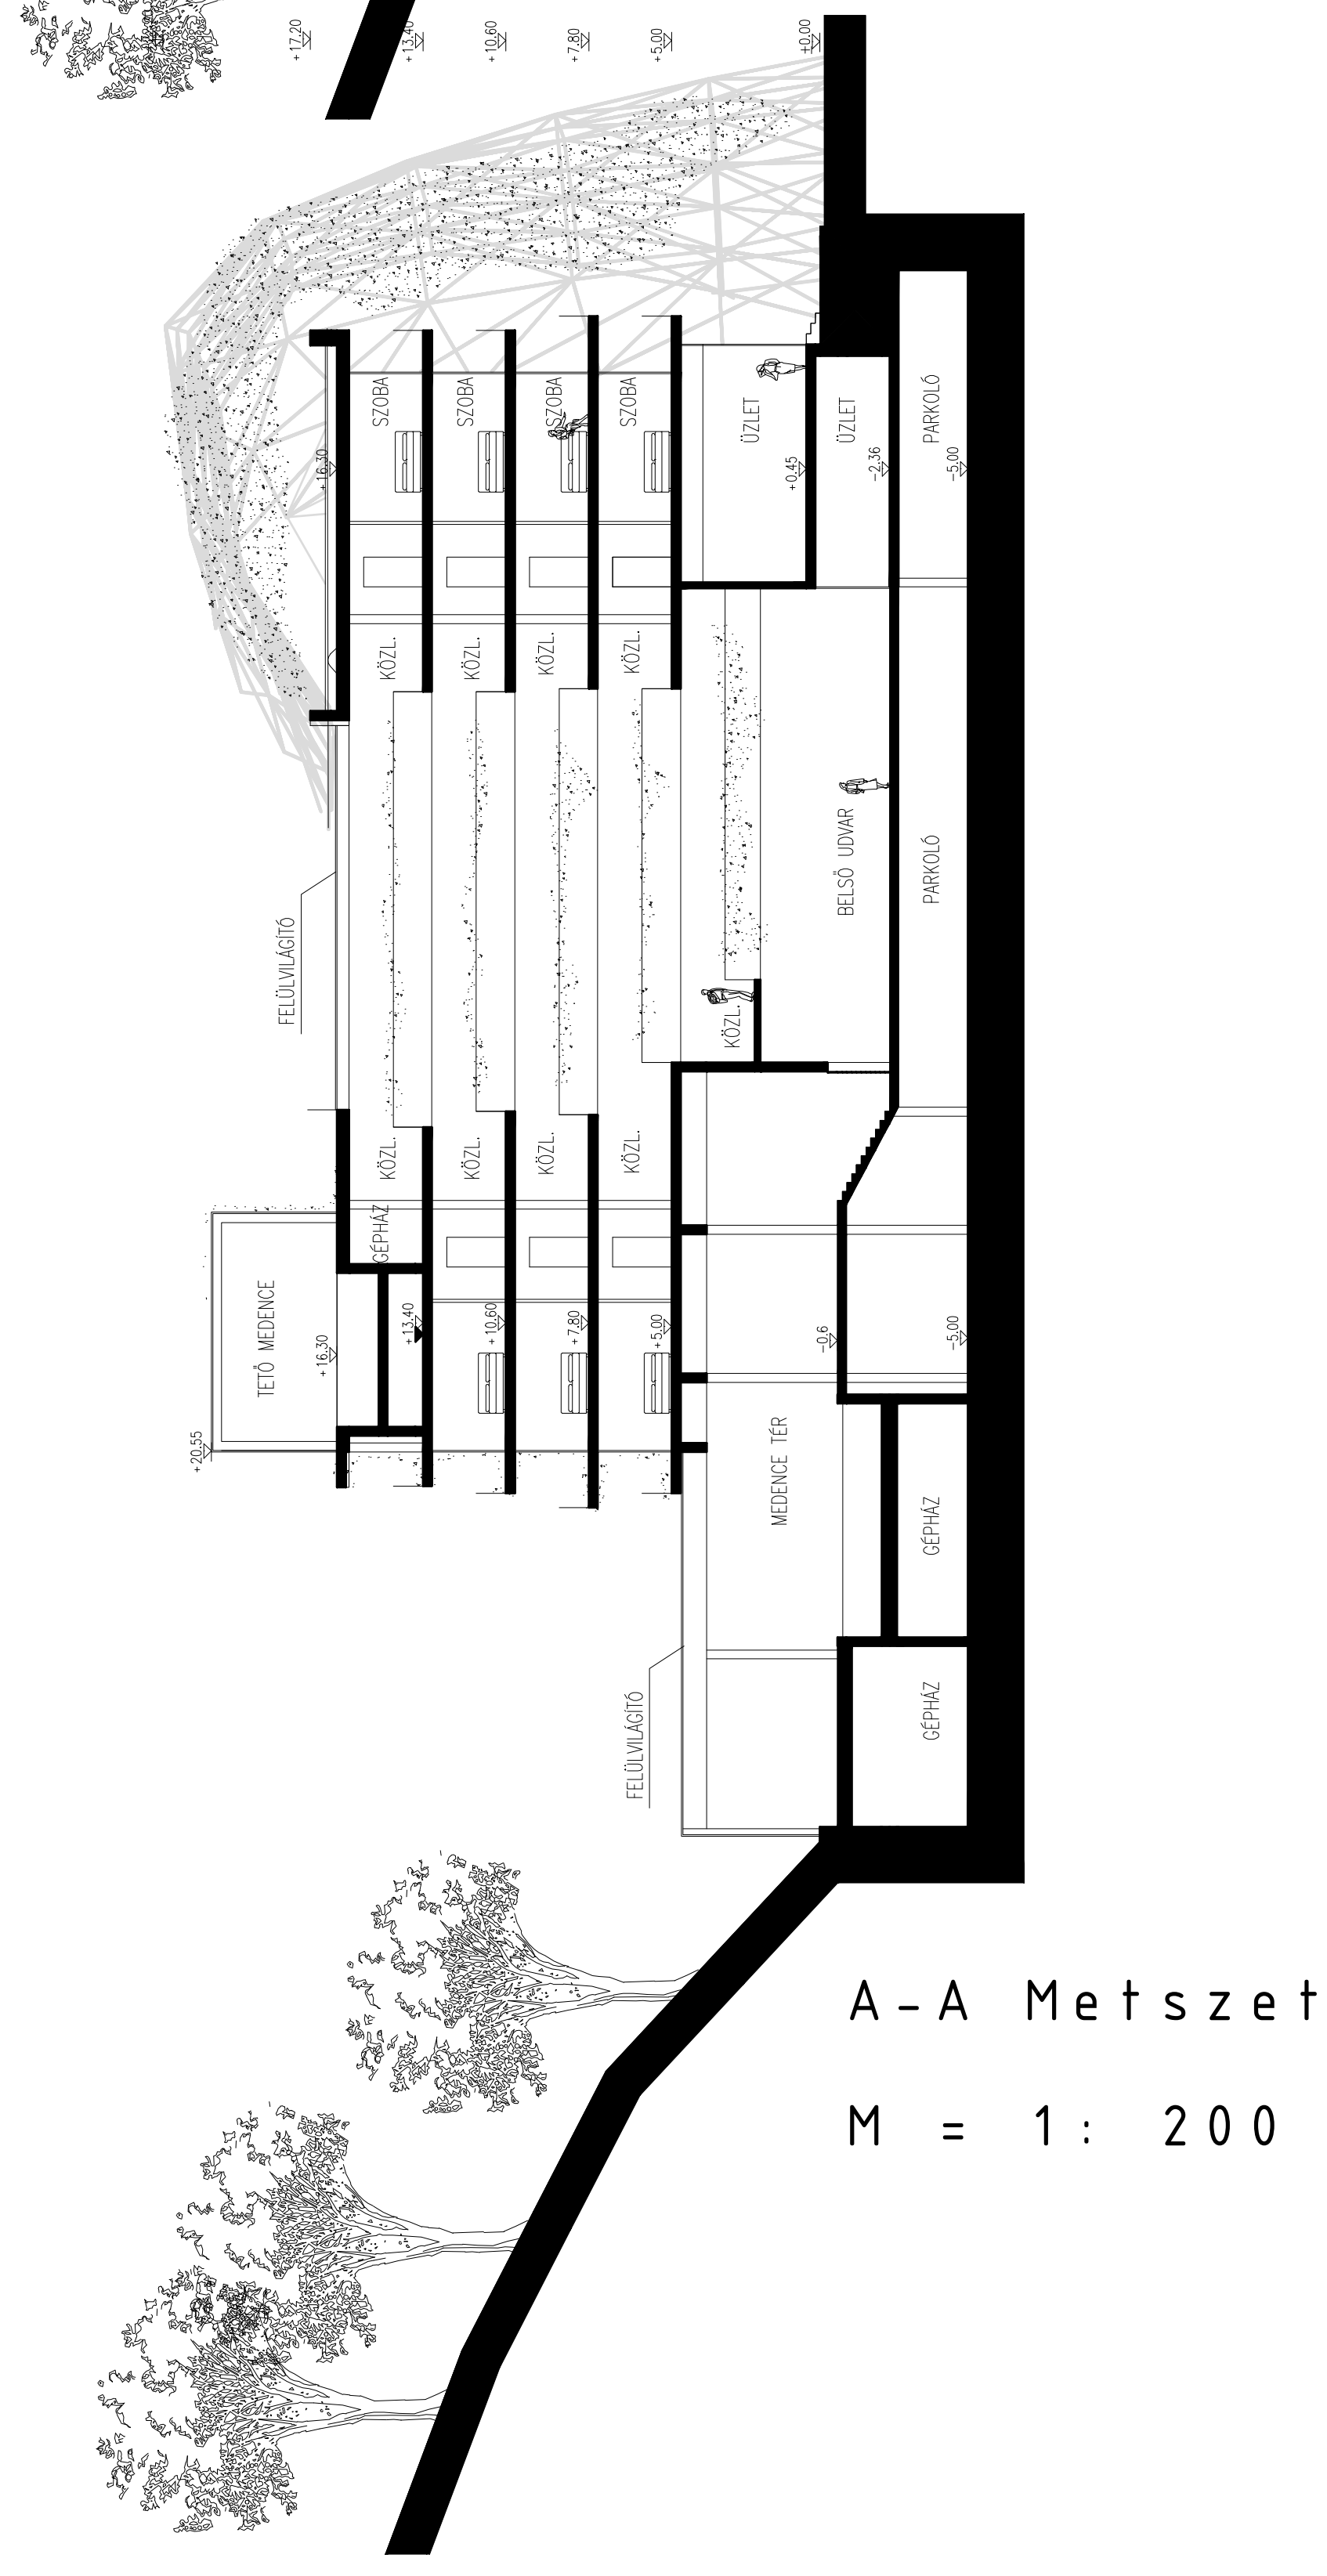 +17.20
+13.40
+10.60
+7.80
+5.00
±0.00
SZOBA
SZOBA
SZOBA
SZOBA
ÜZLET
ÜZLET
PARKOLÓ
+16.30
+0.45
-2.36
-5.00
KÖZL.
KÖZL.
KÖZL.
KÖZL.
BELSŐ UDVAR
PARKOLÓ
FELÜLVILÁGÍTÓ
KÖZL.
KÖZL.
KÖZL.
KÖZL.
KÖZL.
GÉPHÁZ
TETŐ MEDENCE
+16.30
+13.40
+10.60
+7.80
+5.00
-0.6
-5.00
+20.55
MEDENCE TÉR
GÉPHÁZ
FELÜLVILÁGÍTÓ
GÉPHÁZ
A-A Metszet
M = 1: 200